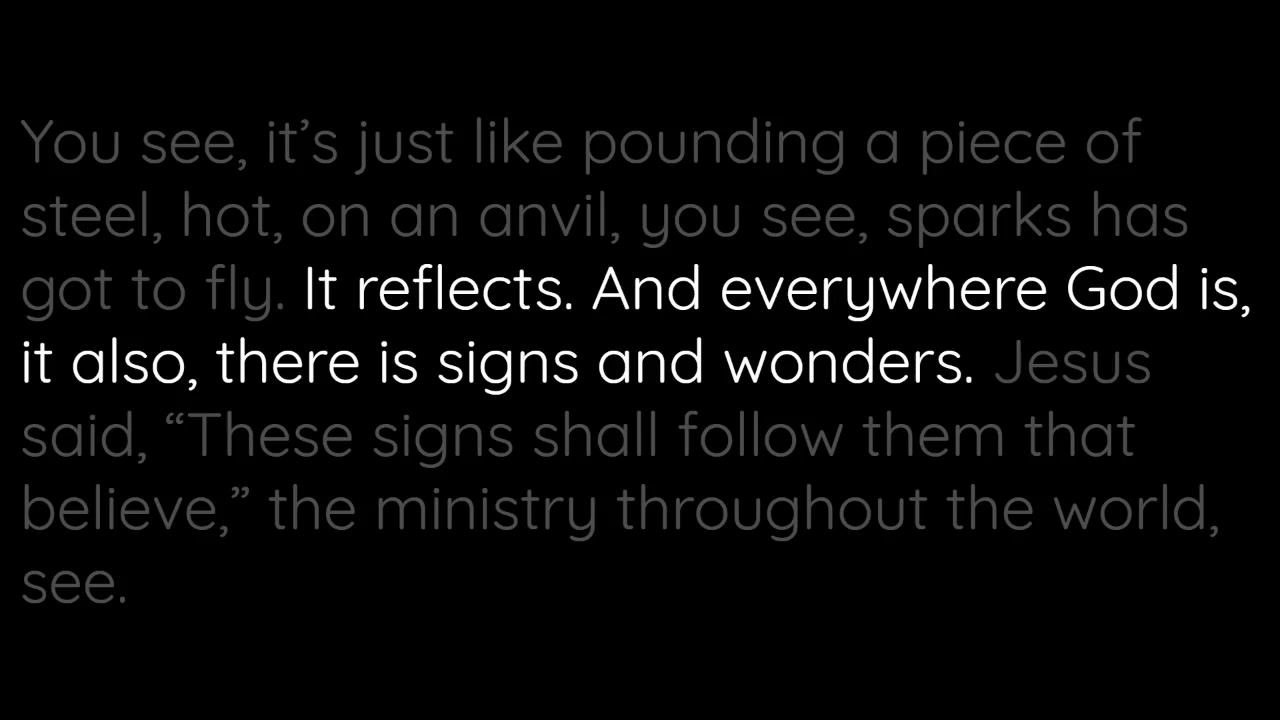 You see, it’s just like pounding a piece of
steel, hot, on an anvil, you see, sparks has
got to fly. It reflects. And everywhere God is,
it also, there is signs and wonders. Jesus
said, “These signs shall follow them that
believe,” the ministry throughout the world,
see.